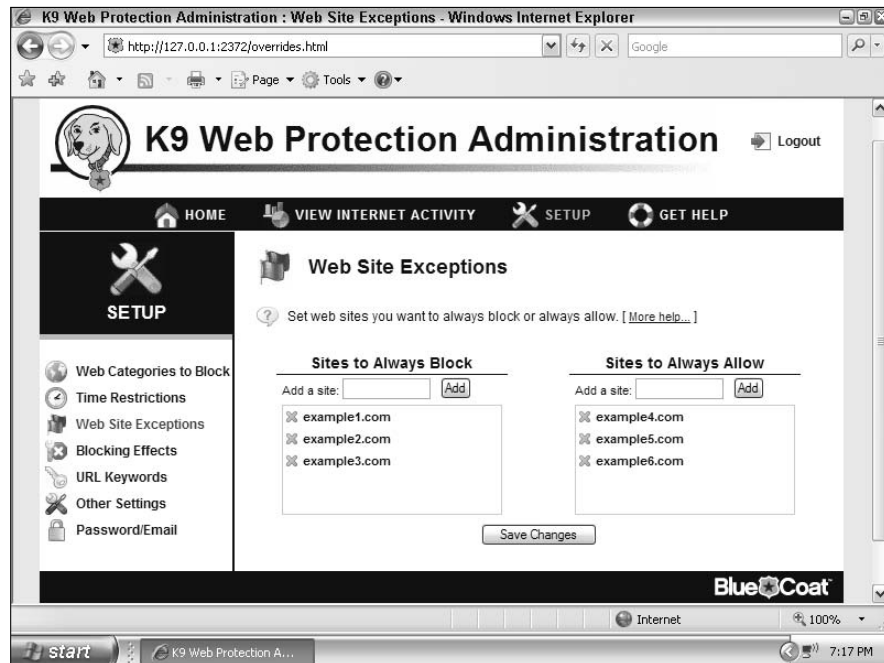 K9 Web Protection Administration : Web Site Exceptions - Windows Internet Explorer
http://127.0.0.1:2372/overrides.html
Google
Page Tools
K9 Web Protection Administration
Logout
HOME VIEW INTERNET ACTIVITY SETUP GET HELP
SETUP
Web Categories to Block
Time Restrictions
Web Site Exceptions
Blocking Effects
URL Keywords
Other Settings
Password/Email
Web Site Exceptions
Set web sites you want to always block or always allow. [ More help... ]
Sites to Always Block
Add a site: Add
example1.com
example2.com
example3.com
Sites to Always Allow
Add a site: Add
example4.com
example5.com
example6.com
Save Changes
Blue Coat
Internet 100%
start K9 Web Protection A... 7:17 PM